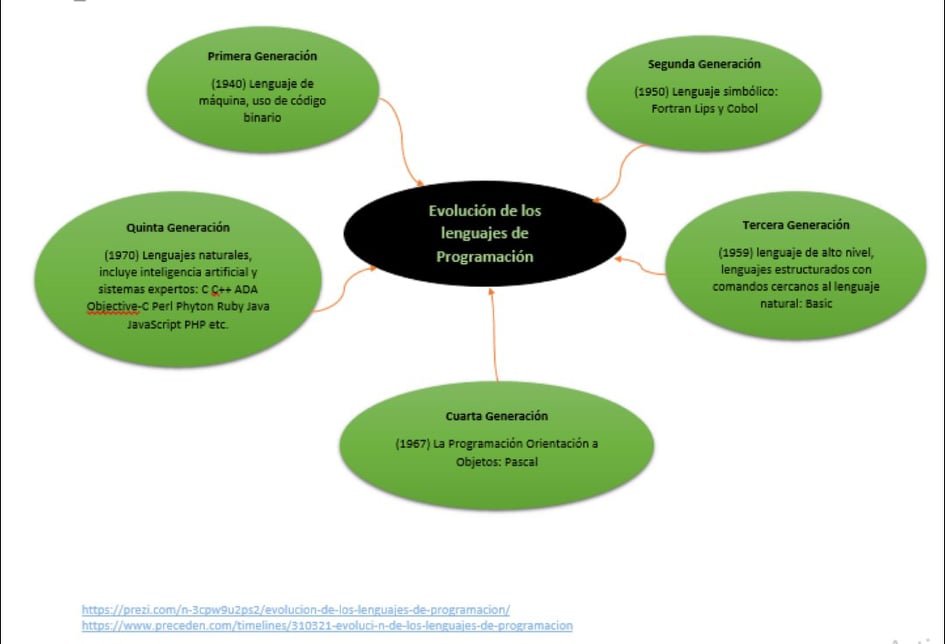 Primera Generación
(1940) Lenguaje de
máquina, uso de código
binario
Segunda Generación
(1950) Lenguaje simbólico:
Fortran Lips y Cobol
Evolución de los
lenguajes de
Programación
Quinta Generación
(1970) Lenguajes naturales,
incluye inteligencia artificial y
sistemas expertos: C C++ ADA
Objective-C Perl Phyton Ruby Java
JavaScript PHP etc.
Tercera Generación
(1959) lenguaje de alto nivel,
lenguajes estructurados con
comandos cercanos al lenguaje
natural: Basic
Cuarta Generación
(1967) La Programación Orientación a
Objetos: Pascal
https://prezi.com/n-3cpw9u2ps2/evolucion-de-los-lenguajes-de-programacion/
https://www.preceden.com/timelines/310321-evoluci-n-de-los-lenguajes-de-programacion